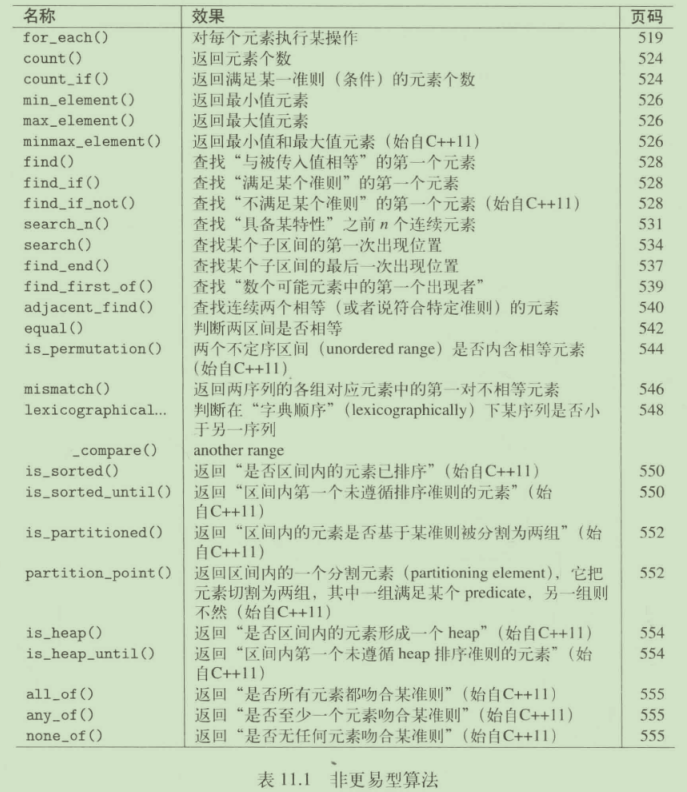 名称 效果 页码
for_each() 对每个元素执行某操作 519
count() 返回元素个数 524
count_if() 返回满足某一准则（条件）的元素个数 524
min_element() 返回最小值元素 526
max_element() 返回最大值元素 526
minmax_element() 返回最小值和最大值元素（始自C++11） 526
find() 查找“与被传入值相等”的第一个元素 528
find_if() 查找“满足某个准则”的第一个元素 528
find_if_not() 查找“不满足某个准则”的第一个元素（始自C++11） 528
search_n() 查找“具备某特性”之前 n 个连续元素 531
search() 查找某个子区间的第一次出现位置 534
find_end() 查找某个子区间的最后一次出现位置 537
find_first_of() 查找“数个可能元素中的第一个出现者” 539
adjacent_find() 查找连续两个相等（或者说符合特定准则）的元素 540
equal() 判断两区间是否相等 542
is_permutation() 两个不定序区间（unordered range）是否内含相等元素 544
（始自C++11）
mismatch() 返回两序列的各组对应元素中的第一对不相等元素 546
lexicographical... 判断在“字典顺序”（lexicographically）下某序列是否小 548
于另一序列
_compare() another range
is_sorted() 返回“是否区间内的元素已排序”（始自C++11） 550
is_sorted_until() 返回“区间内第一个未遵循排序准则的元素”（始 550
自C++11）
is_partitioned() 返回“区间内的元素是否基于某准则被分割为两组”（始 552
自C++11）
partition_point() 返回区间内的一个分割元素（partitioning element），它把 552
元素切割为两组，其中一组满足某个 predicate，另一组则
不然（始自C++11）
is_heap() 返回“是否区间内的元素形成一个 heap”（始自C++11） 554
is_heap_until() 返回“区间内第一个未遵循 heap 排序准则的元素”（始 554
自C++11）
all_of() 返回“是否所有元素都吻合某准则”（始自C++11） 555
any_of() 返回“是否至少一个元素吻合某准则”（始自C++11） 555
none_of() 返回“是否无任何元素吻合某准则”（始自C++11） 555
表 11.1 非更易型算法